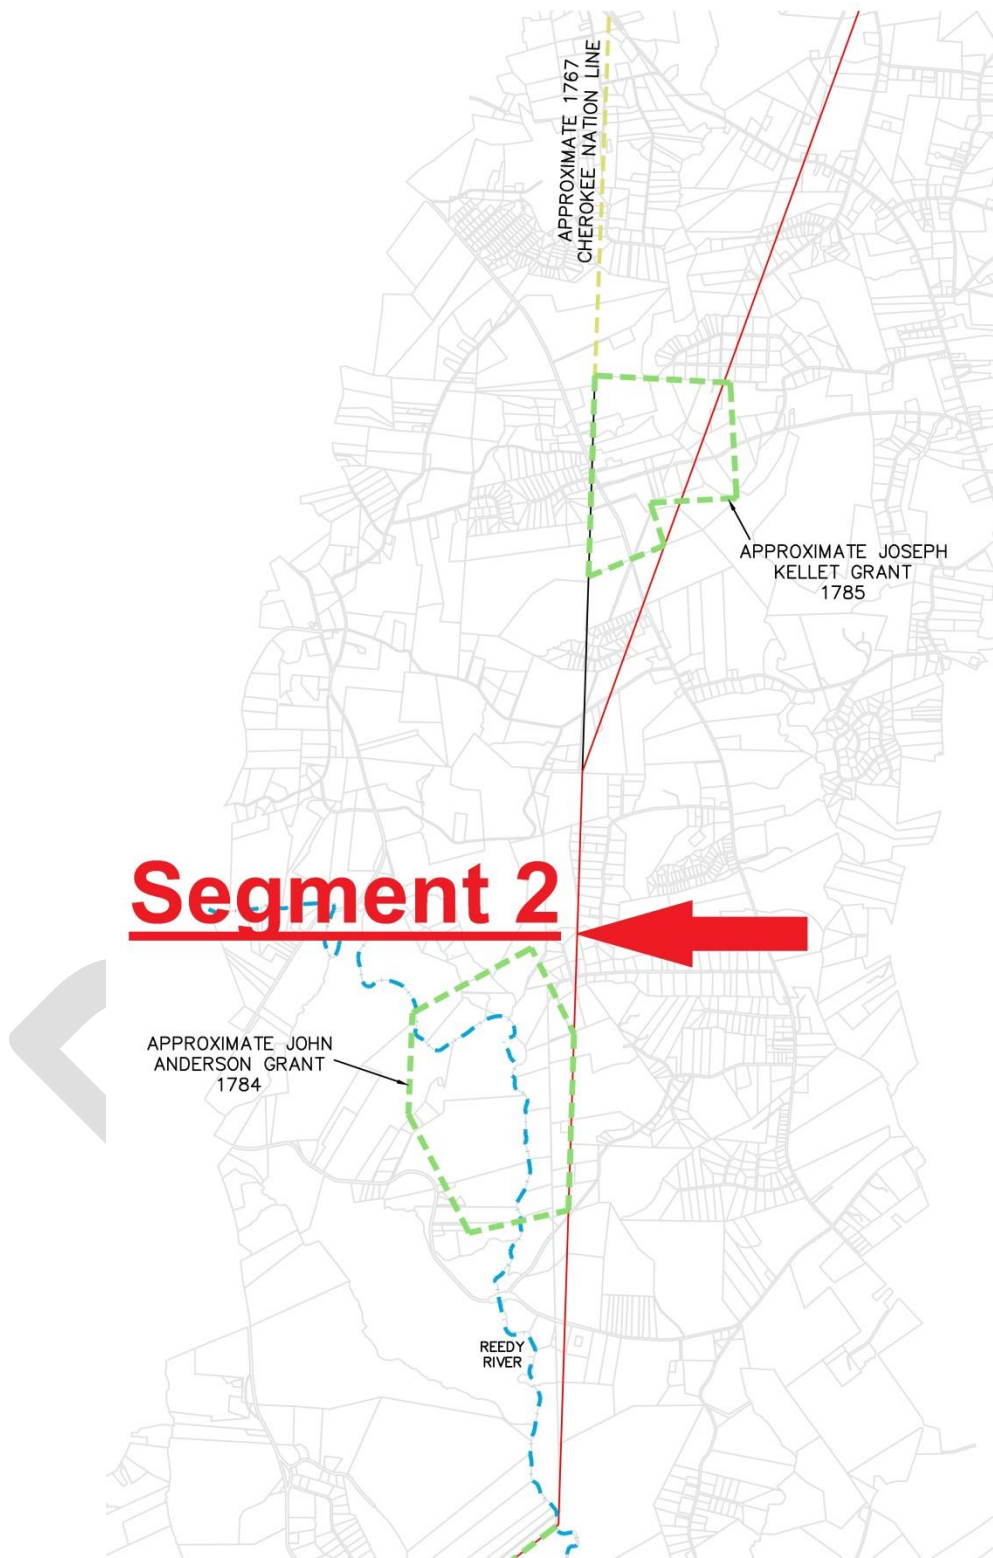 APPROXIMATE 1767
CHEROKEE NATION LINE
APPROXIMATE JOSEPH
KELLET GRANT
1785
Segment 2
APPROXIMATE JOHN
ANDERSON GRANT
1784
REEDY
RIVER